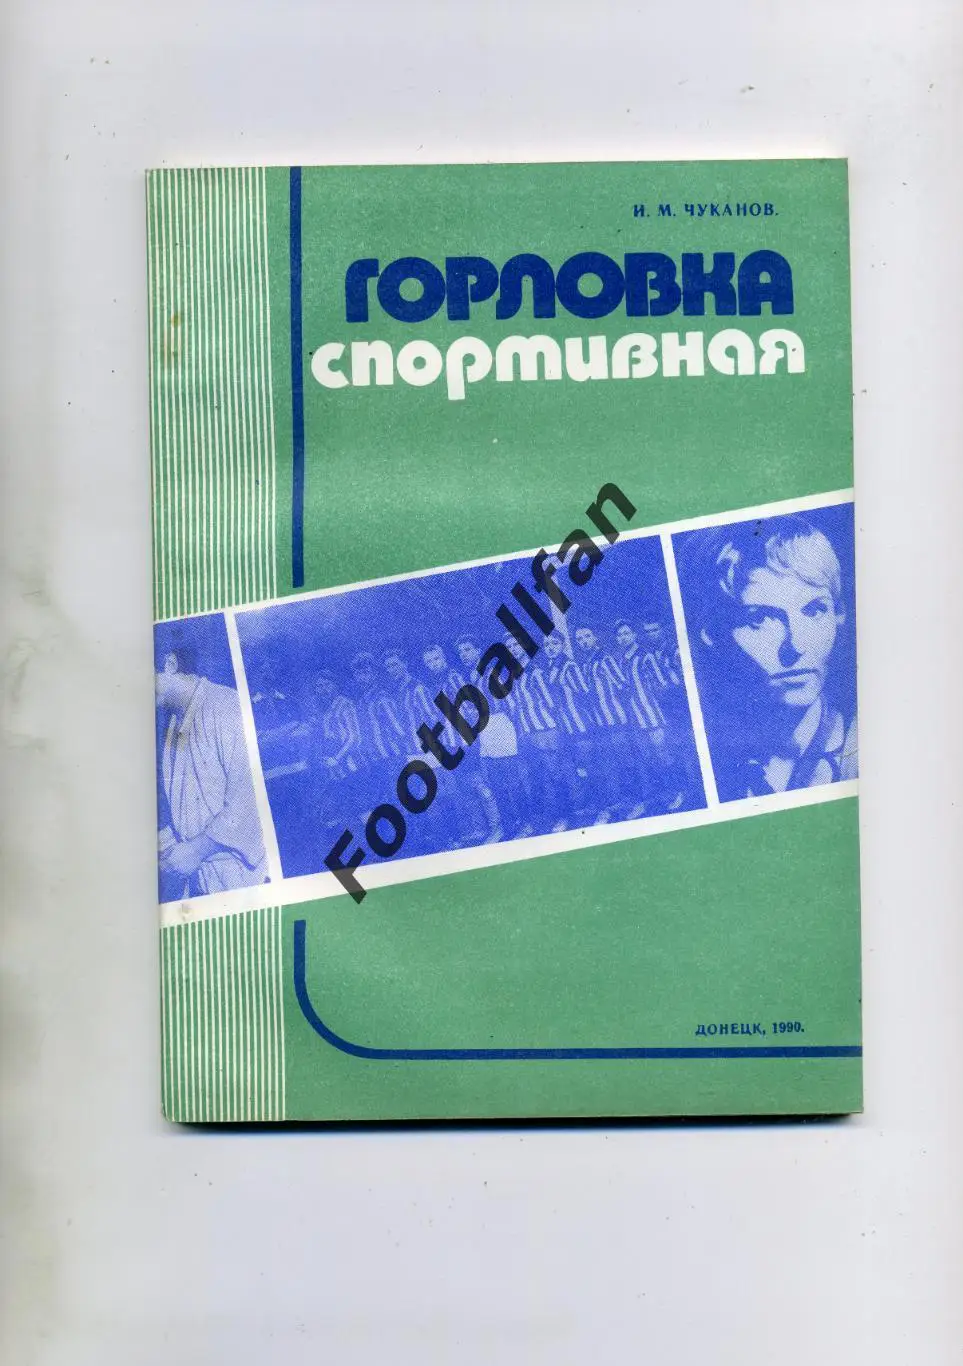 И. М. ЧУКАНОВ.
ГОРЛОВКА
спортивная
Footballfan
ДОНЕЦК, 1990.